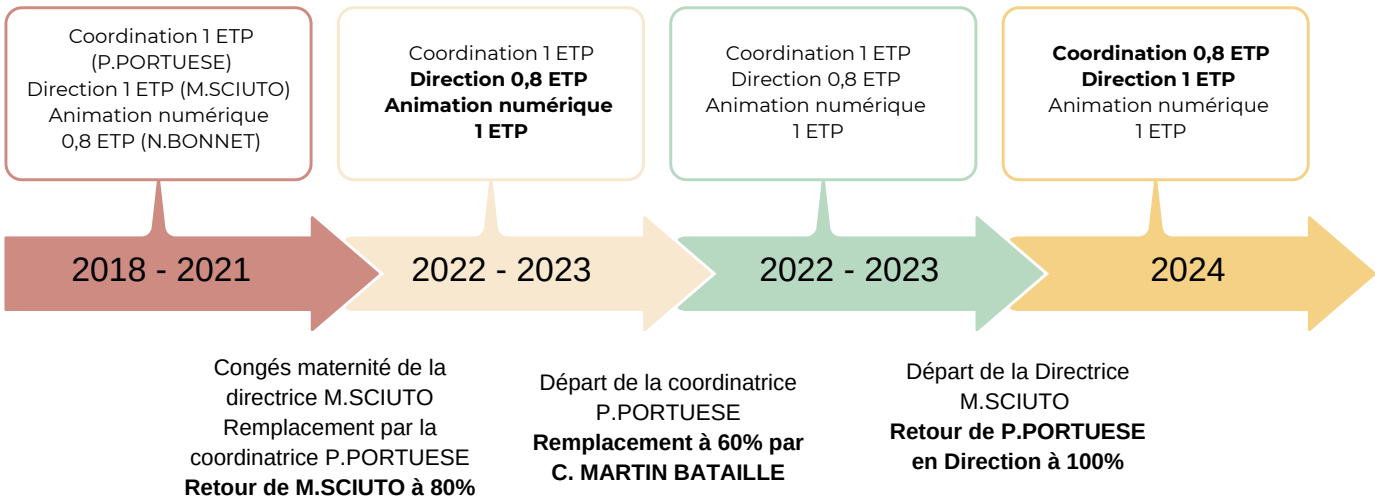 Coordination 1 ETP
(P.PORTUESE)
Direction 1 ETP (M.SCIUTO)
Animation numérique
0,8 ETP (N.BONNET)
Coordination 1 ETP
Direction 0,8 ETP
Animation numérique
1 ETP
Coordination 1 ETP
Direction 0,8 ETP
Animation numérique
1 ETP
Coordination 0,8 ETP
Direction 1 ETP
Animation numérique
1 ETP
2018 - 2021
2022 - 2023
2022 - 2023
2024
Congés maternité de la
directrice M.SCIUTO
Remplacement par la
coordinatrice P.PORTUESE
Retour de M.SCIUTO à 80%
Départ de la coordinatrice
P.PORTUESE
Remplacement à 60% par
C. MARTIN BATAILLE
Départ de la Directrice
M.SCIUTO
Retour de P.PORTUESE
en Direction à 100%